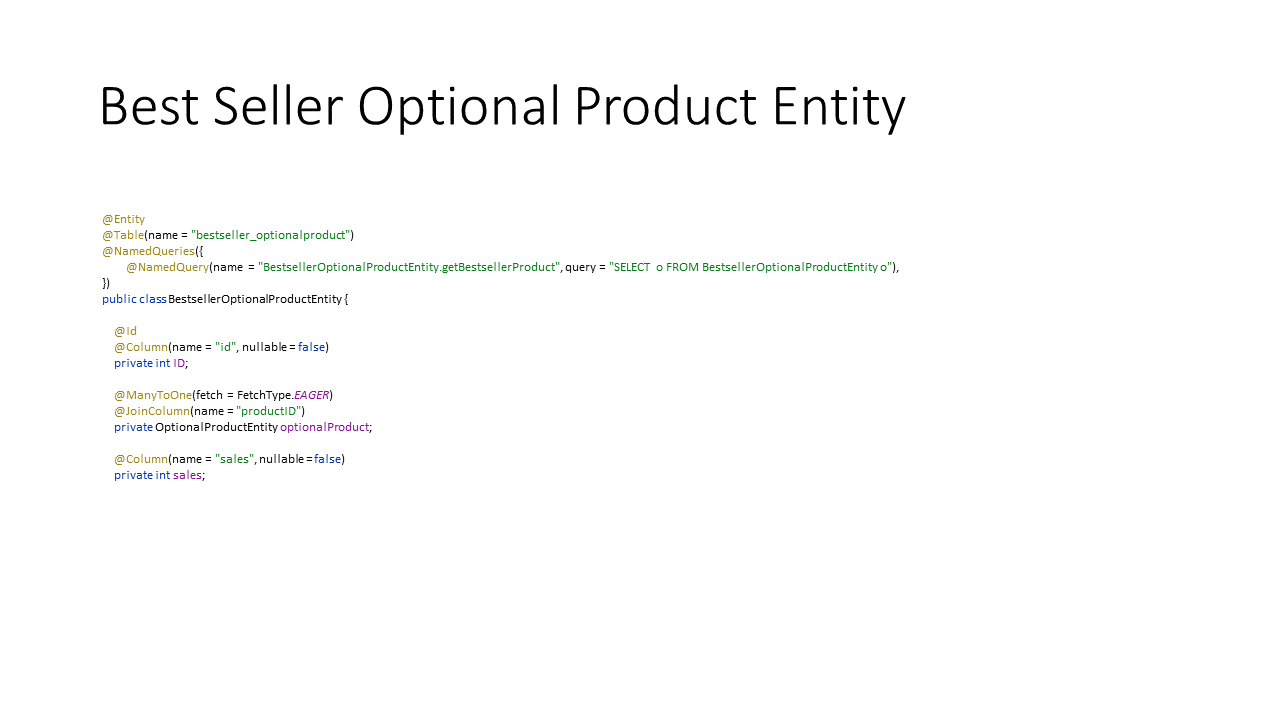 Best Seller Optional Product Entity
@Entity
@Table(name = "bestseller_optionalproduct")
@NamedQueries({
@NamedQuery(name = "BestsellerOptionalProductEntity.getBestsellerProduct", query = "SELECT o FROM BestsellerOptionalProductEntity o"),
})
public class BestsellerOptionalProductEntity {
@Id
@Column(name = "id", nullable = false)
private int ID;
@ManyToOne(fetch = FetchType.EAGER)
@JoinColumn(name = "productID")
private OptionalProductEntity optionalProduct;
@Column(name = "sales", nullable = false)
private int sales;